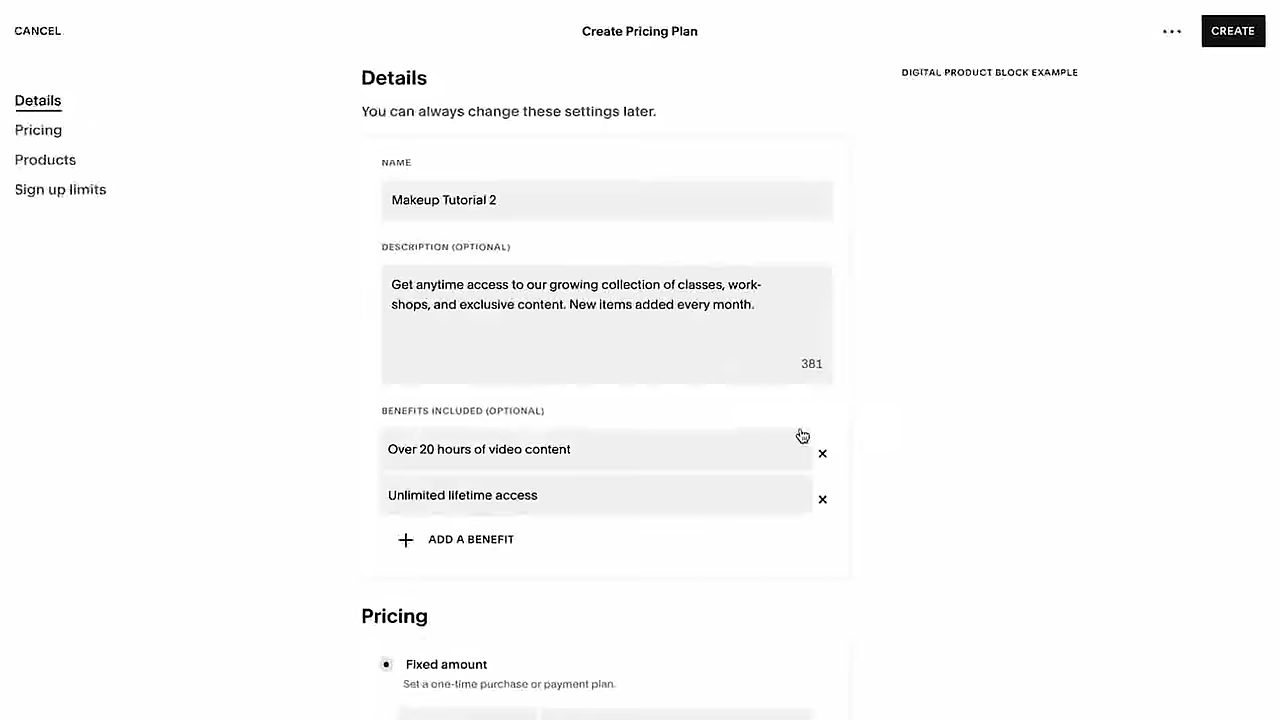 CANCEL
Create Pricing Plan
CREATE
Details
Pricing
Products
Sign up limits
Details
You can always change these settings later.
NAME
Makeup Tutorial 2
DESCRIPTION (OPTIONAL)
Get anytime access to our growing collection of classes, work-
shops, and exclusive content. New items added every month.
381
BENEFITS INCLUDED (OPTIONAL)
Over 20 hours of video content
Unlimited lifetime access
ADD A BENEFIT
Pricing
Fixed amount
Set a one-time purchase or payment plan.
DIGITAL PRODUCT BLOCK EXAMPLE